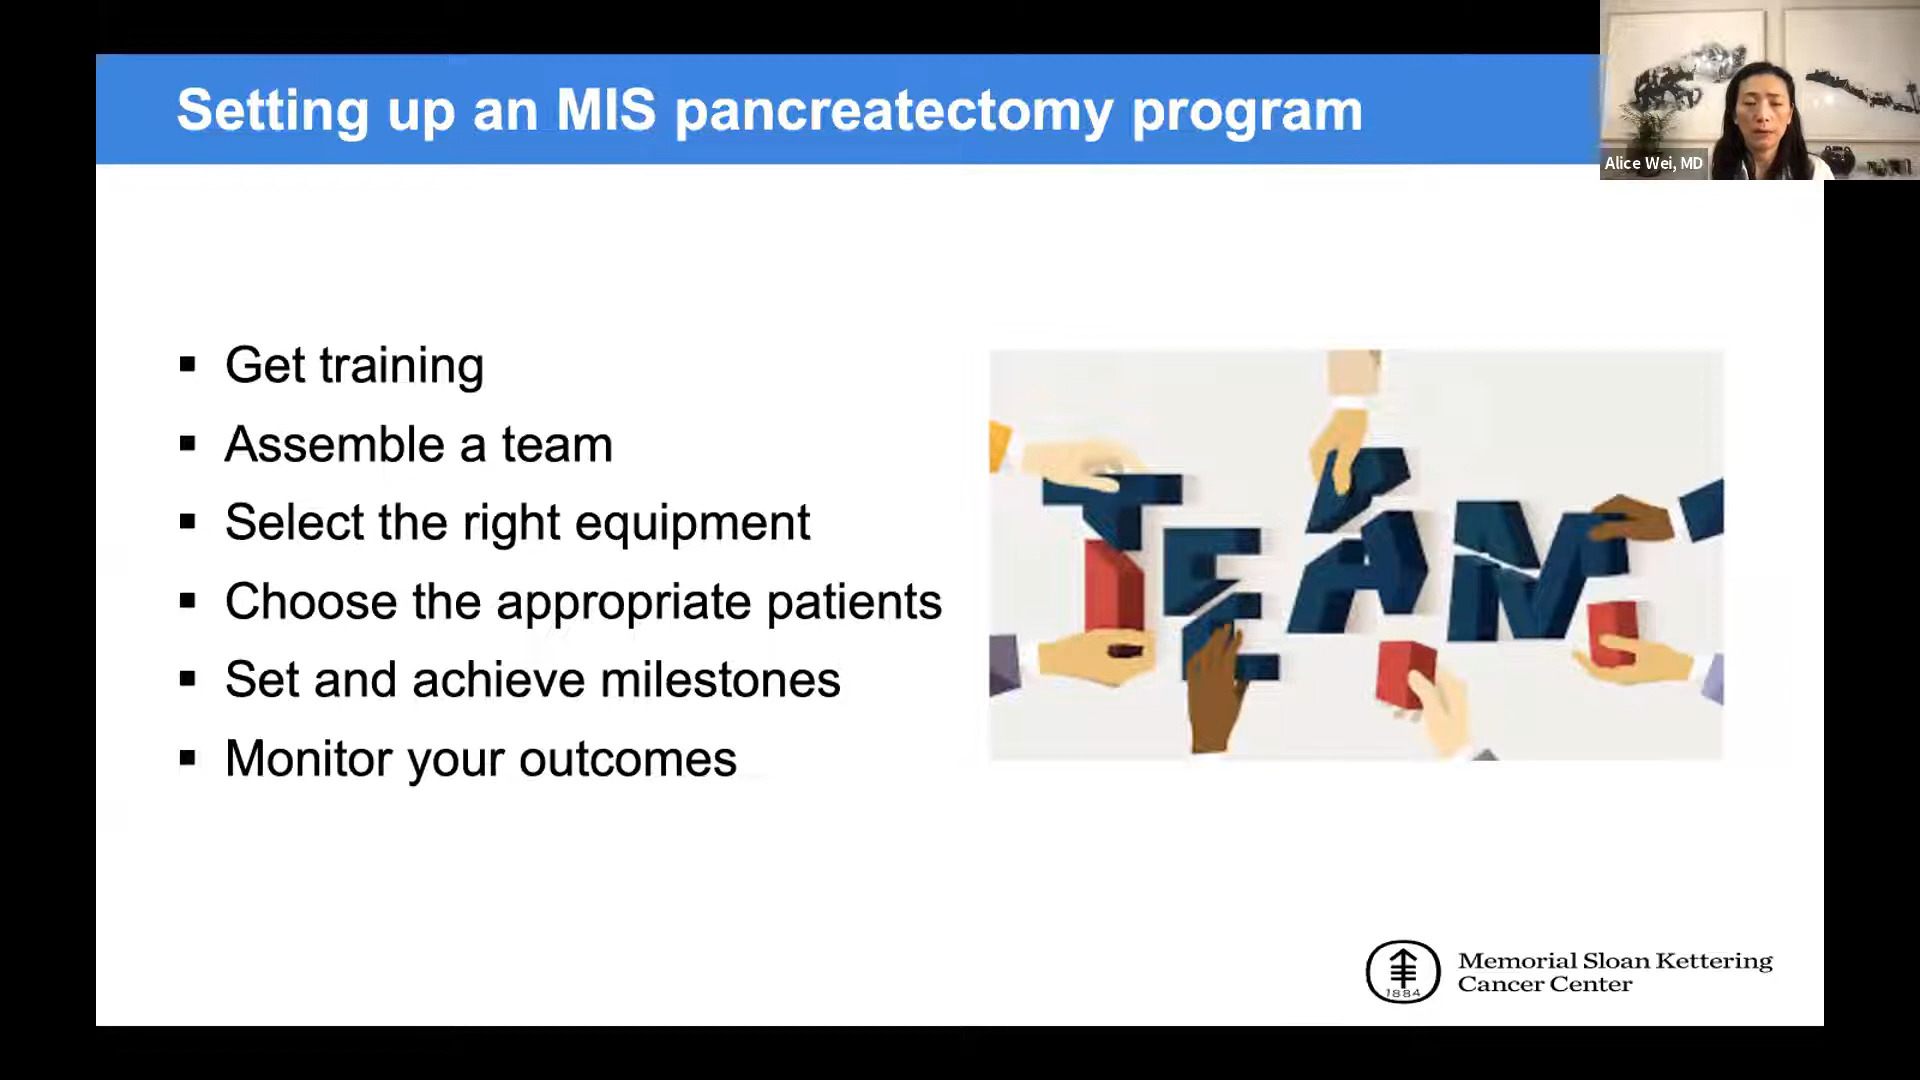 Setting up an MIS pancreatectomy program
Alice Wei, MD
▪ Get training
▪ Assemble a team
▪ Select the right equipment
▪ Choose the appropriate patients
▪ Set and achieve milestones
▪ Monitor your outcomes
TEAM
1884
Memorial Sloan Kettering
Cancer Center